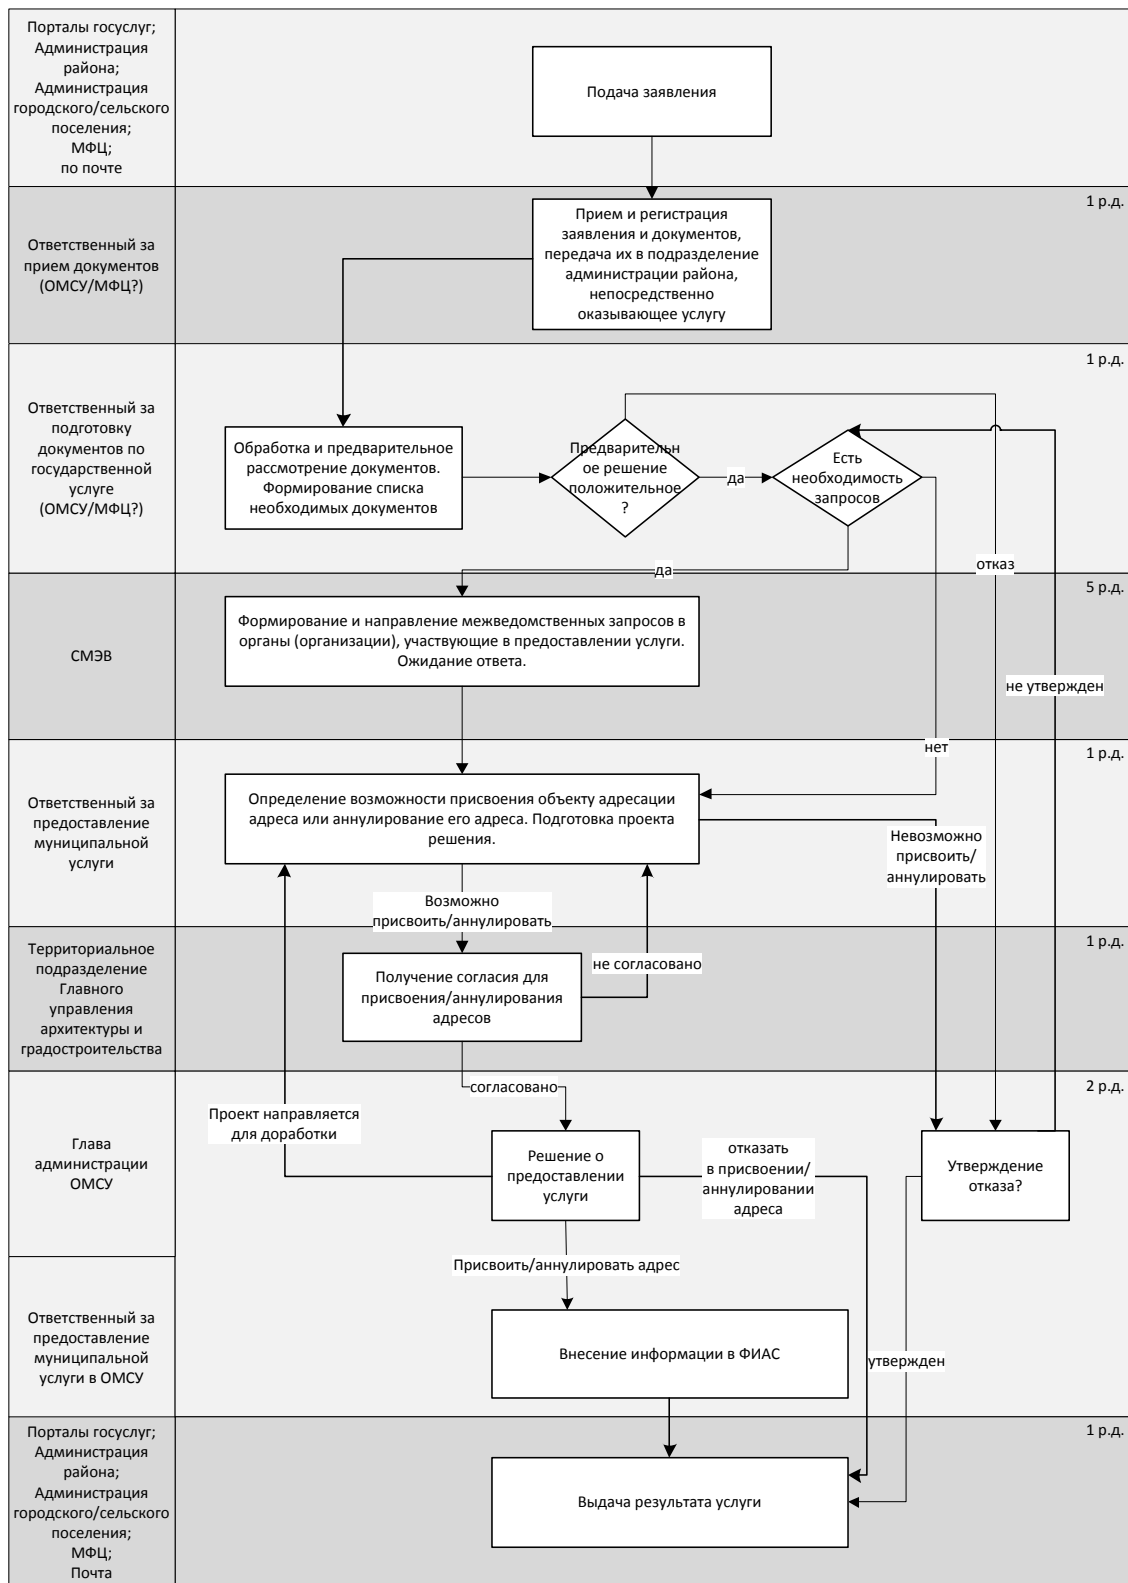 Порталы госуслуг;
Администрация
района;
Администрация
городского/сельского
поселения;
МФЦ;
по почте
Подача заявления
1 р.д.
Ответственный за
прием документов
(ОМСУ/МФЦ?)
Прием и регистрация
заявления и документов,
передача их в подразделение
администрации района,
непосредственно
оказывающее услугу
1 р.д.
Ответственный за
подготовку
документов по
государственной
услуге
(ОМСУ/МФЦ?)
Обработка и предварительное
рассмотрение документов.
Формирование списка
необходимых документов
Предварительн
ое решение
положительное
?
да
Есть
необходимость
запросов
да
отказ
5 р.д.
СМЭВ
Формирование и направление межведомственных запросов в
органы (организации), участвующие в предоставлении услуги.
Ожидание ответа.
не утвержден
нет
1 р.д.
Ответственный за
предоставление
муниципальной
услуги
Определение возможности присвоения объекту адресации
адреса или аннулирование его адреса. Подготовка проекта
решения.
Невозможно
присвоить/
аннулировать
Возможно
присвоить/аннулировать
1 р.д.
Территориальное
подразделение
Главного
управления
архитектуры и
градостроительства
Получение согласия для
присвоения/аннулирования
адресов
не согласовано
2 р.д.
согласовано
Проект направляется
для доработки
Глава
администрации
ОМСУ
Решение о
предоставлении
услуги
отказать
в присвоении/
аннулировании
адреса
Утверждение
отказа?
Присвоить/аннулировать адрес
Ответственный за
предоставление
муниципальной
услуги в ОМСУ
Внесение информации в ФИАС
утвержден
1 р.д.
Порталы госуслуг;
Администрация
района;
Администрация
городского/сельского
поселения;
МФЦ;
Почта
Выдача результата услуги